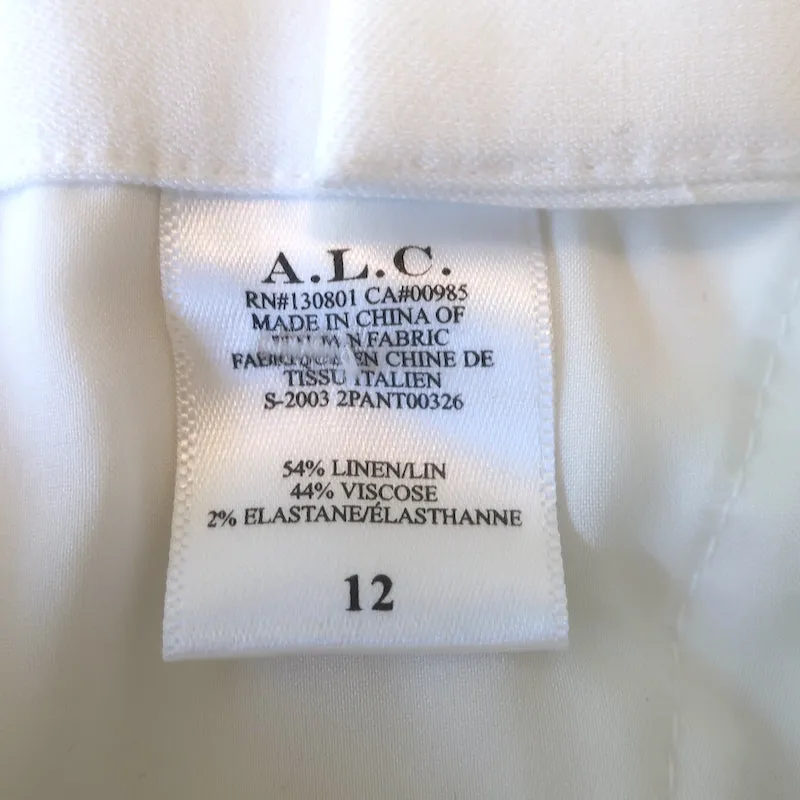 A.L.C.
RN#130801 CA#00985
MADE IN CHINA OF
FABRIC
FABRIQUE EN CHINE DE
TISSU ITALIEN
S-2003 2PANT00326
54% LINEN/LIN
44% VISCOSE
2% ELASTANE/ÉLASTHANNE
12